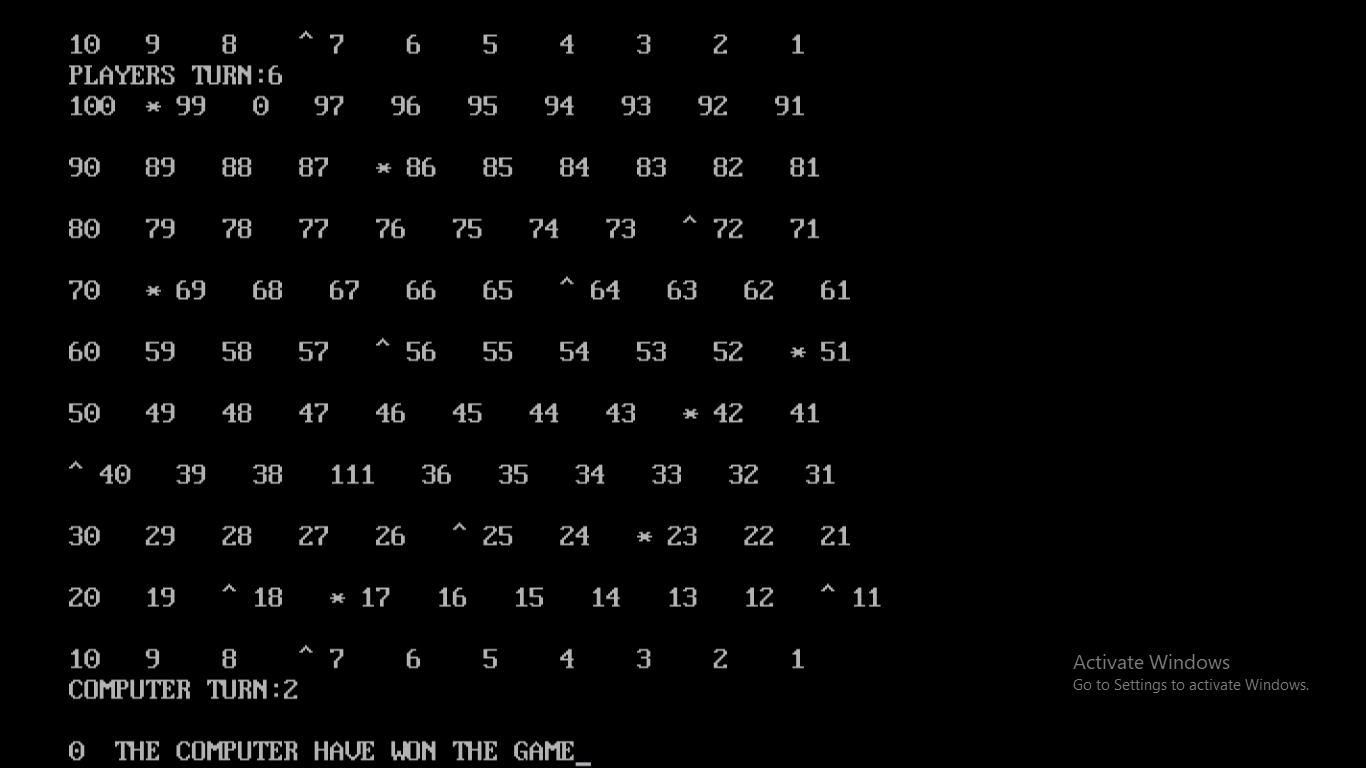 10 9 8 ^ 7 6 5 4 3 2 1
PLAYERS TURN:6
100 * 99 0 97 96 95 94 93 92 91
90 89 88 87 * 86 85 84 83 82 81
80 79 78 77 76 75 74 73 ^ 72 71
70 * 69 68 67 66 65 ^ 64 63 62 61
60 59 58 57 ^ 56 55 54 53 52 * 51
50 49 48 47 46 45 44 43 * 42 41
^ 40 39 38 111 36 35 34 33 32 31
30 29 28 27 26 ^ 25 24 * 23 22 21
20 19 ^ 18 * 17 16 15 14 13 12 ^ 11
10 9 8 ^ 7 6 5 4 3 2 1
COMPUTER TURN:2
0 THE COMPUTER HAVE WON THE GAME_
Activate Windows
Go to Settings to activate Windows.